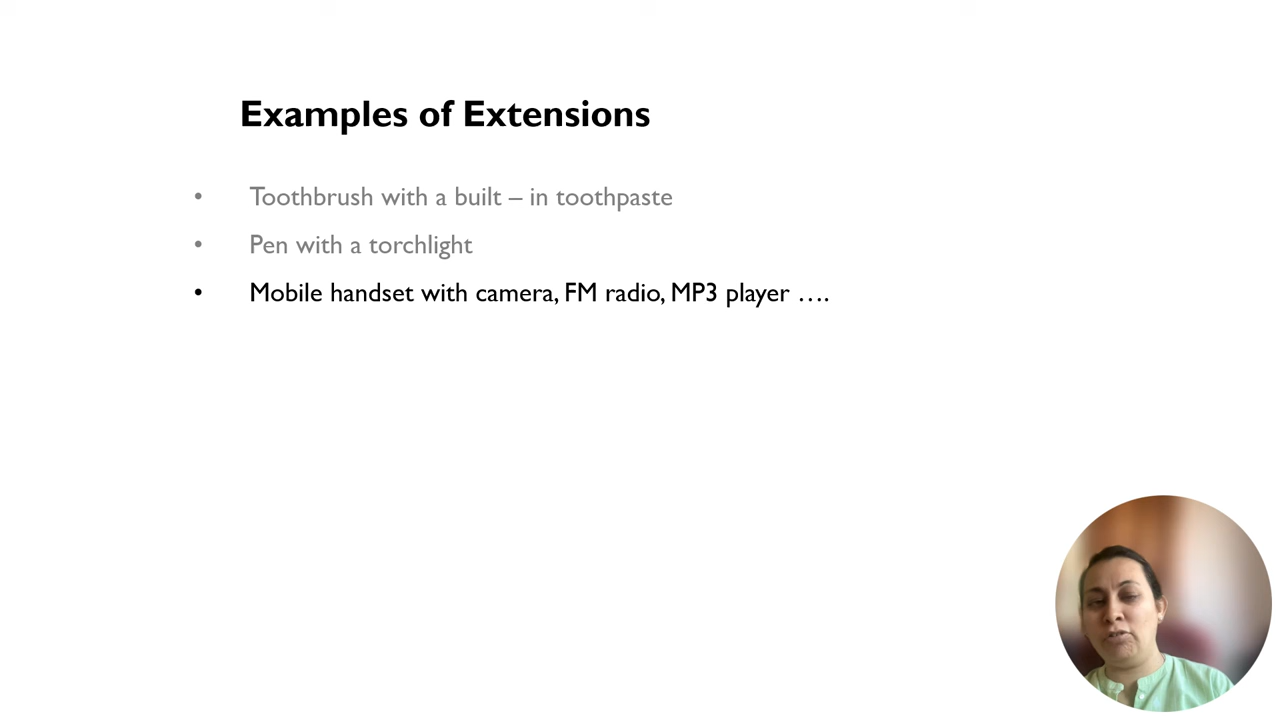 Examples of Extensions
• Toothbrush with a built – in toothpaste
• Pen with a torchlight
• Mobile handset with camera, FM radio, MP3 player ….